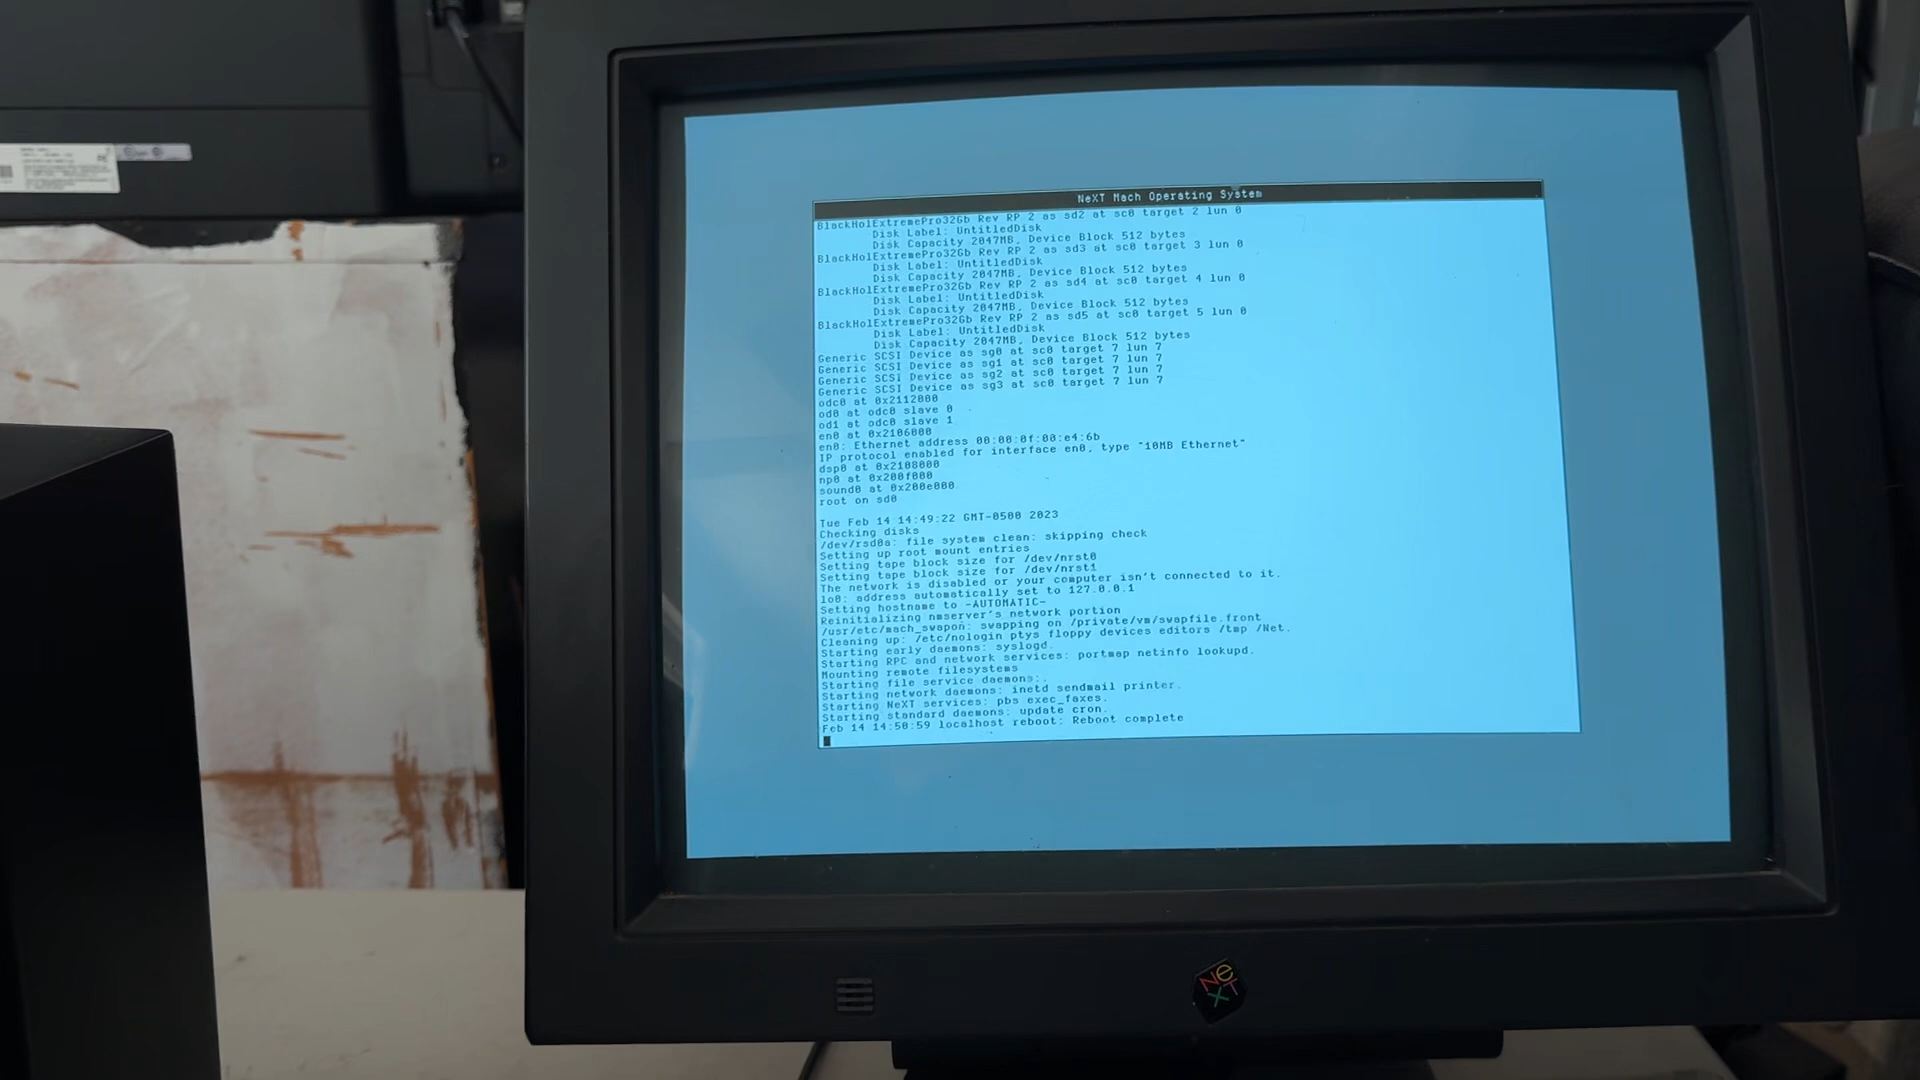 NeXT Mach Operating System
BlackHolExtremePro32Gb Rev RP 2 as sd2 at sc0 target 2 lun 0
Disk Label: UntitledDisk
Disk Capacity 2047MB, Device Block 512 bytes
BlackHolExtremePro32Gb Rev RP 2 as sd3 at sc0 target 3 lun 0
Disk Label: UntitledDisk
Disk Capacity 2047MB, Device Block 512 bytes
BlackHolExtremePro32Gb Rev RP 2 as sd4 at sc0 target 4 lun 0
Disk Label: UntitledDisk
Disk Capacity 2047MB, Device Block 512 bytes
BlackHolExtremePro32Gb Rev RP 2 as sd5 at sc0 target 5 lun 0
Disk Label: UntitledDisk
Disk Capacity 2047MB, Device Block 512 bytes
Generic SCSI Device as sg0 at sc0 target 7 lun 7
Generic SCSI Device as sg1 at sc0 target 7 lun 7
Generic SCSI Device as sg2 at sc0 target 7 lun 7
Generic SCSI Device as sg3 at sc0 target 7 lun 7
odc0 at 0x2112000
od0 at odc0 slave 0
od1 at odc0 slave 1
en0 at 0x2106000
en0: Ethernet address 00:00:0f:00:e4:6b
IP protocol enabled for interface en0, type "10MB Ethernet"
dsp0 at 0x2108000
np0 at 0x200f000
sound0 at 0x200e000
root on sd0
Tue Feb 14 14:49:22 GMT-0500 2023
Checking disks
/dev/rsd0a: file system clean: skipping check
Setting up root mount entries
Setting tape block size for /dev/nrst0
Setting tape block size for /dev/nrst1
The network is disabled or your computer isn't connected to it.
lo0: address automatically set to 127.0.0.1
Setting hostname to -AUTOMATIC-
Reinitializing nmserver's network portion
/usr/etc/mach_swapon: swapping on /private/vm/swapfile.front
Cleaning up: /etc/nologin ptys floppy devices editors /tmp /Net.
Starting early daemons: syslogd.
Starting RPC and network services: portmap netinfo lookupd.
Mounting remote filesystems
Starting file service daemons:.
Starting network daemons: inetd sendmail printer.
Starting NeXT services: pbs exec_faxes.
Starting standard daemons: update cron.
Feb 14 14:50:59 localhost reboot: Reboot complete
NeXT